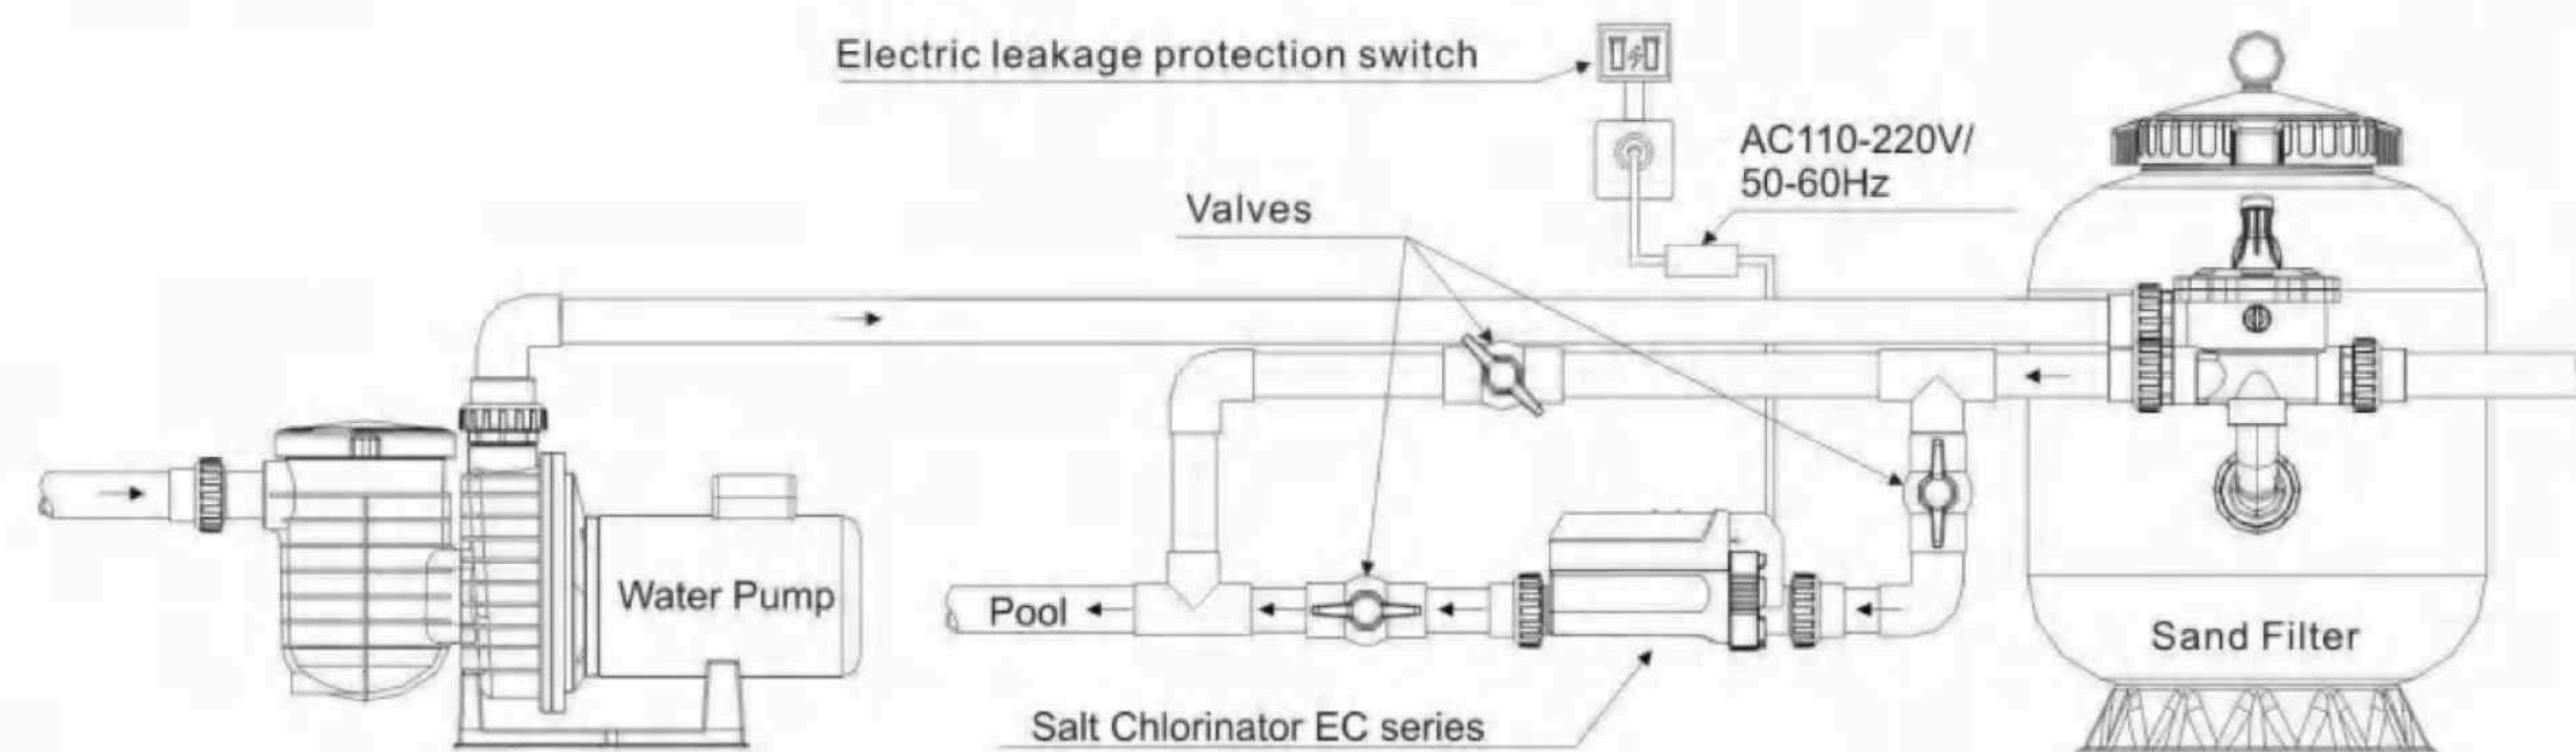 Electric leakage protection switch
AC110-220V/
50-60Hz
Valves
Water Pump
Pool
Sand Filter
Salt Chlorinator EC series